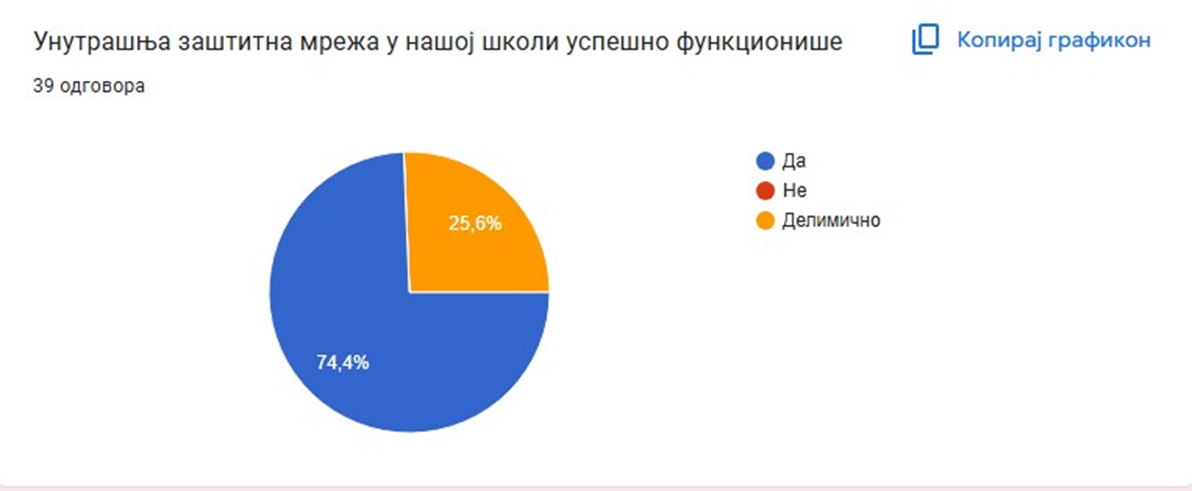 Унутрашња заштитна мрежа у нашој школи успешно функционише
Копирај графикон
39 одговора
Да
Не
Делимично
25,6%
74,4%